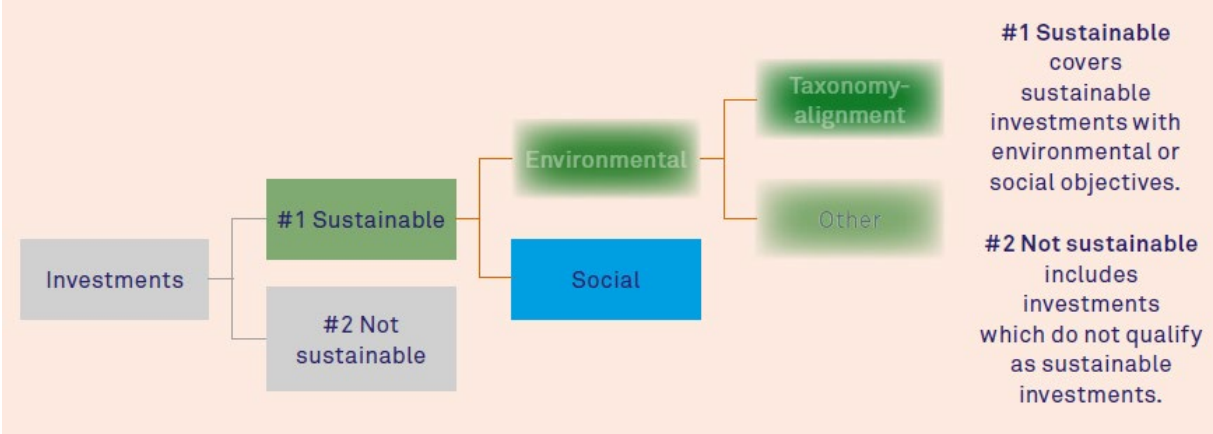 Investments
#1 Sustainable
#2 Not
sustainable
Environmental
Social
Taxonomy-
alignment
Other
#1 Sustainable
covers
sustainable
investments with
environmental or
social objectives.
#2 Not sustainable
includes
investments
which do not qualify
as sustainable
investments.